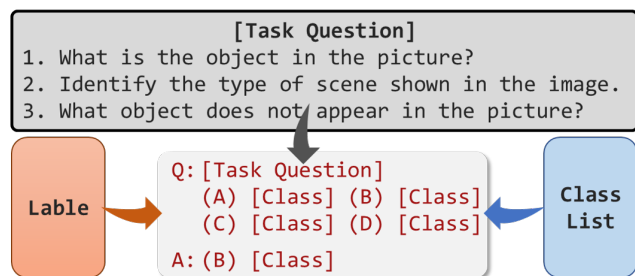 [Task Question]
1. What is the object in the picture?
2. Identify the type of scene shown in the image.
3. What object does not appear in the picture?
Lable
Q: [Task Question]
(A) [Class] (B) [Class]
(C) [Class] (D) [Class]
A: (B) [Class]
Class
List